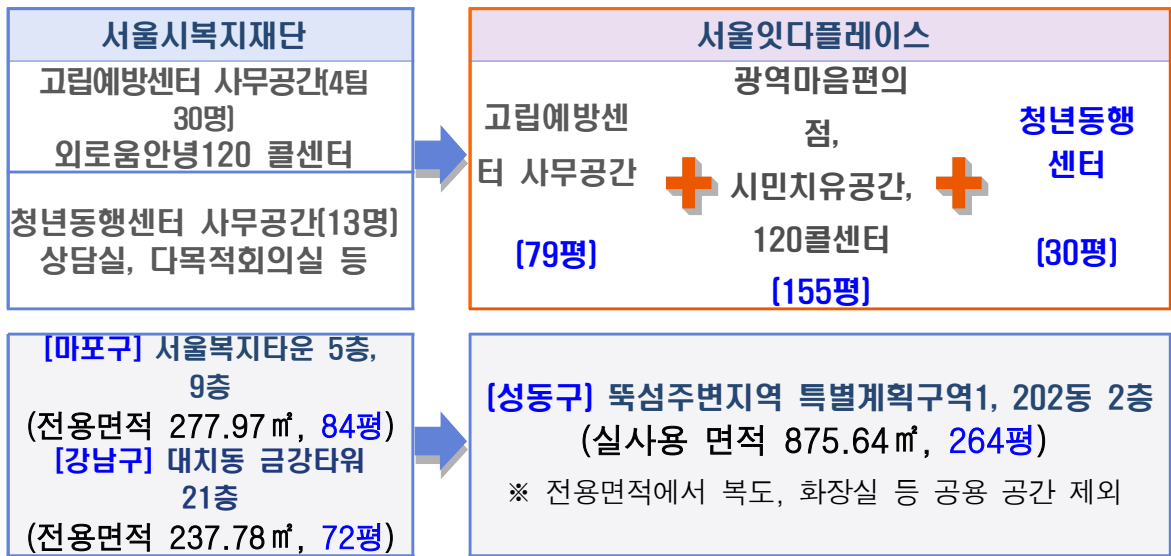 서울시복지재단
고립예방센터 사무공간(4팀
30명)
외로움안녕120 콜센터
청년동행센터 사무공간(13명)
상담실, 다목적회의실 등
서울잇다플레이스
고립예방센
터 사무공간
(79평)
광역마음편의
점,
시민치유공간,
120콜센터
(155평)
청년동행
센터
(30평)
[마포구] 서울복지타운 5층,
9층
(전용면적 277.97㎡, 84평)
[강남구] 대치동 금강타워
21층
(전용면적 237.78㎡, 72평)
(성동구) 뚝섬주변지역 특별계획구역1, 202동 2층
(실사용 면적 875.64㎡, 264평)
※ 전용면적에서 복도, 화장실 등 공용 공간 제외